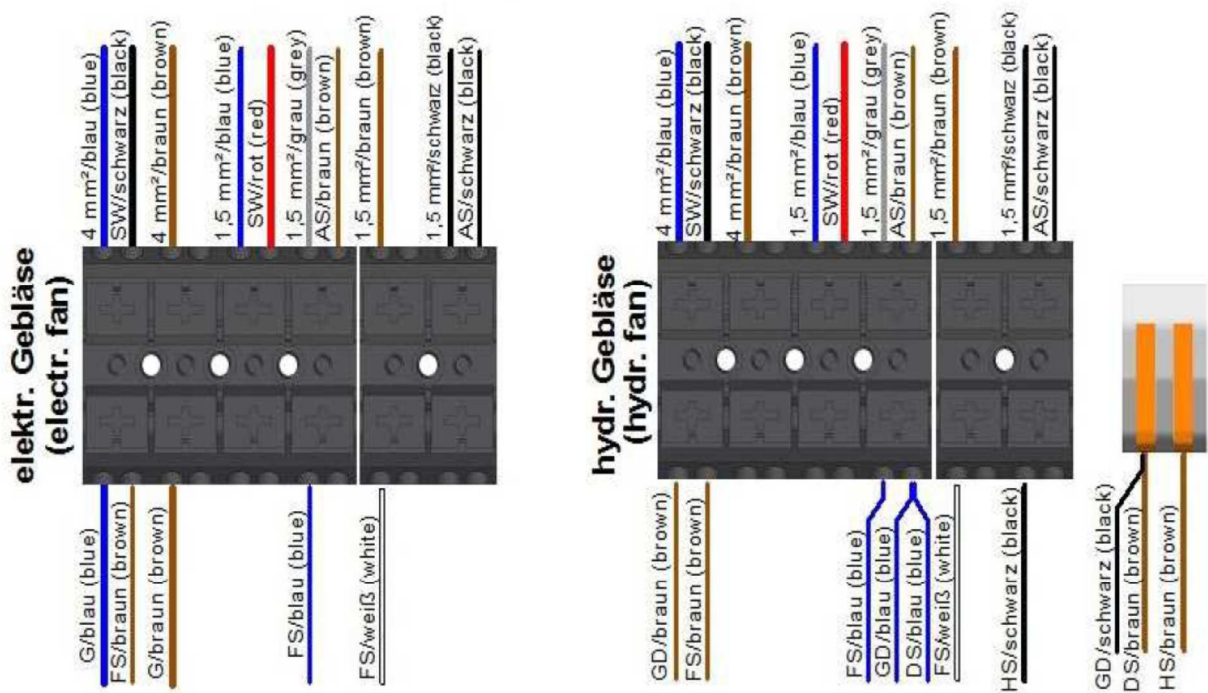 elektr. Gebläse
(electr. fan)
4 mm²/blau (blue)
SW/schwarz (black)
4 mm²/braun (brown)
1,5 mm²/blau (blue)
SW/rot (red)
1,5 mm²/grau (grey)
AS/braun (brown)
1,5 mm²/braun (brown)
1,5 mm²/schwarz (black)
AS/schwarz (black)
G/blau (blue)
FS/braun (brown)
G/braun (brown)
FS/blau (blue)
FS/weiß (white)
hydr. Gebläse
(hydr. fan)
4 mm²/blau (blue)
SW/schwarz (black)
4 mm²/braun (brown)
1,5 mm²/blau (blue)
SW/rot (red)
1,5 mm²/grau (grey)
AS/braun (brown)
1,5 mm²/braun (brown)
1,5 mm²/schwarz (black)
AS/schwarz (black)
GD/braun (brown)
FS/braun (brown)
FS/blau (blue)
GD/blau (blue)
DS/blau (blue)
FS/weiß (white)
HS/schwarz (black)
GD/schwarz (black)
DS/braun (brown)
HS/braun (brown)